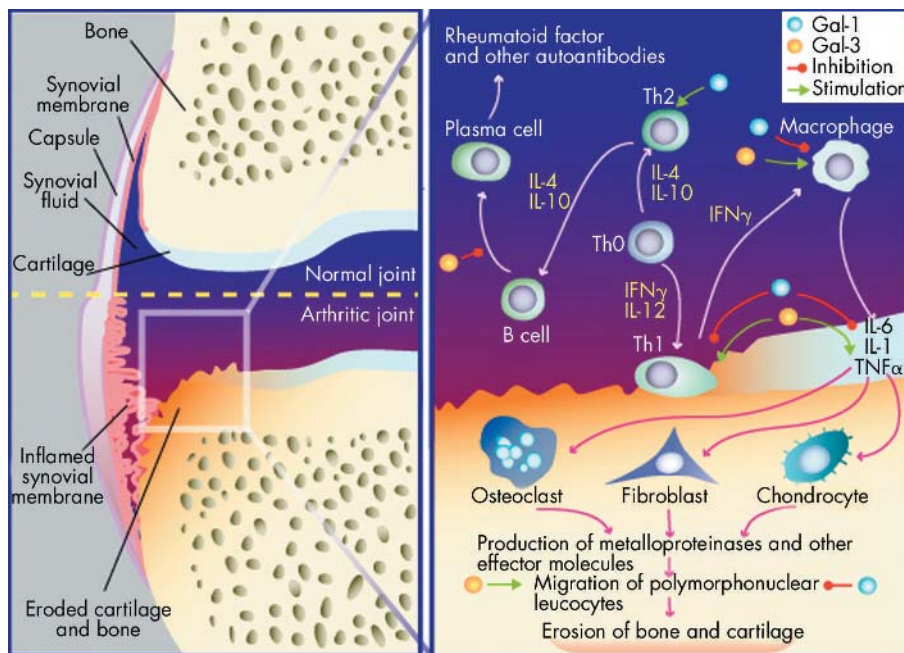 Bone
Synovial
membrane
Capsule
Synovial
fluid
Cartilage
Normal joint
Arthritic joint
Inflamed
synovial
membrane
Eroded cartilage
and bone
Rheumatoid factor
and other autoantibodies
Gal-1
Gal-3
Inhibition
Stimulation
Th2
Plasma cell
Macrophage
IL-4
IL-10
IL-4
IL-10
IFNγ
Th0
IFNγ
IL-12
B cell
Th1
IL-6
IL-1
TNFα
Osteoclast
Fibroblast
Chondrocyte
Production of metalloproteinases and other
effector molecules
Migration of polymorphonuclear
leucocytes
Erosion of bone and cartilage